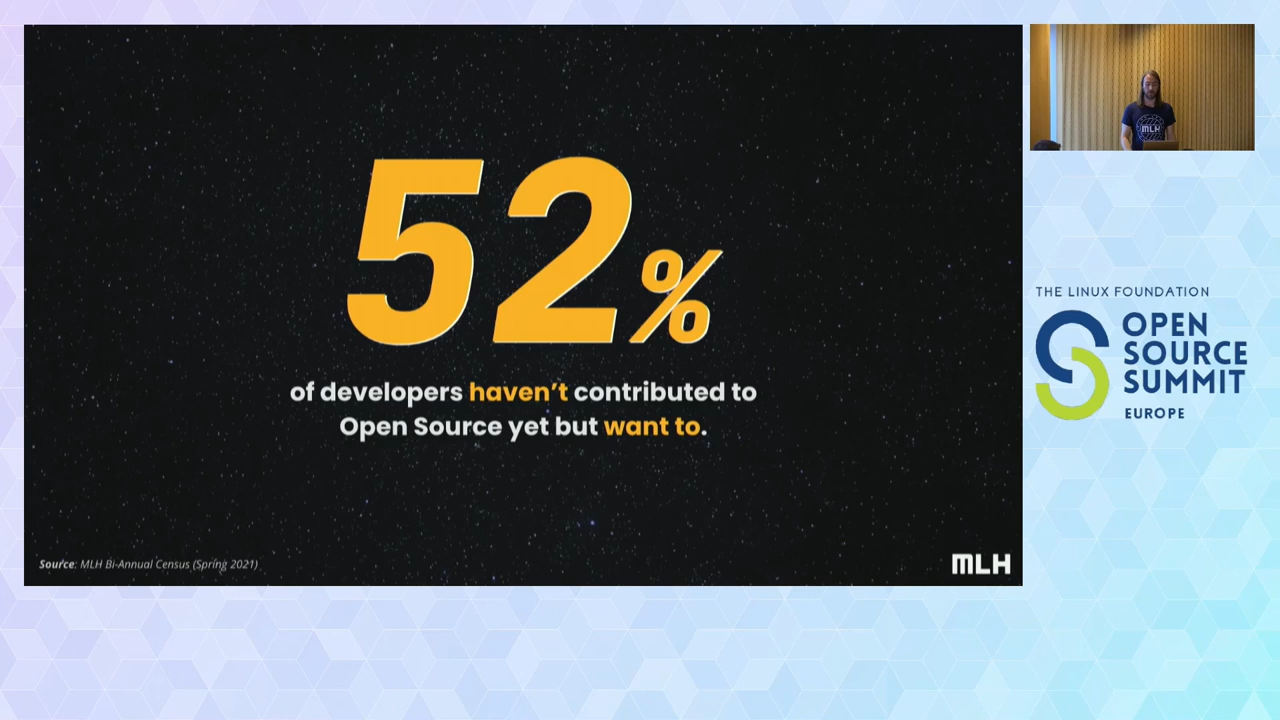 52%
of developers haven’t contributed to
Open Source yet but want to.
Source: MLH Bi-Annual Census (Spring 2021)
MLH
MLH
THE LINUX FOUNDATION
OPEN
SOURCE
SUMMIT
EUROPE